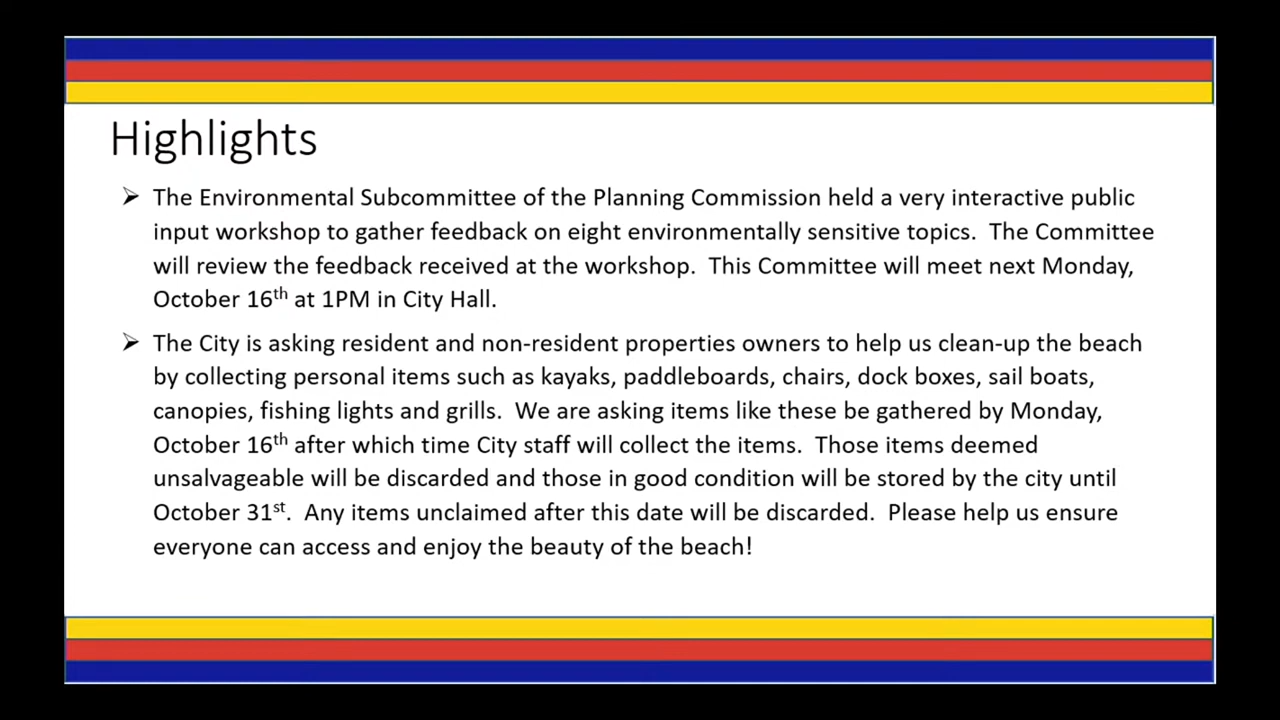 Highlights
➢ The Environmental Subcommittee of the Planning Commission held a very interactive public
input workshop to gather feedback on eight environmentally sensitive topics.  The Committee
will review the feedback received at the workshop.  This Committee will meet next Monday,
October 16th at 1PM in City Hall.
➢ The City is asking resident and non-resident properties owners to help us clean-up the beach
by collecting personal items such as kayaks, paddleboards, chairs, dock boxes, sail boats,
canopies, fishing lights and grills.  We are asking items like these be gathered by Monday,
October 16th after which time City staff will collect the items.  Those items deemed
unsalvageable will be discarded and those in good condition will be stored by the city until
October 31st.  Any items unclaimed after this date will be discarded.  Please help us ensure
everyone can access and enjoy the beauty of the beach!